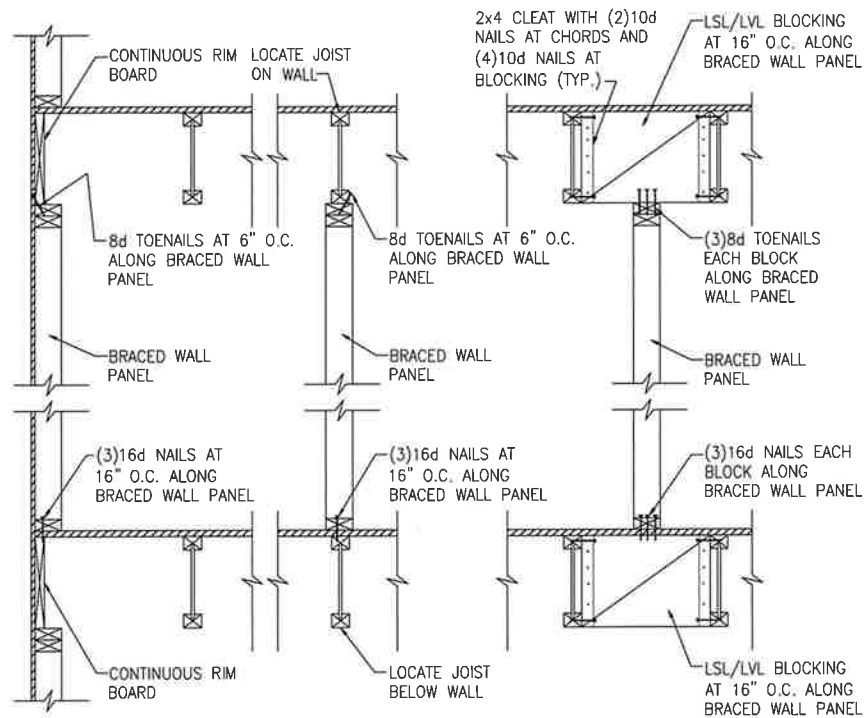 CONTINUOUS RIM
BOARD
LOCATE JOIST
ON WALL
2x4 CLEAT WITH (2)10d
NAILS AT CHORDS AND
(4)10d NAILS AT
BLOCKING (TYP.)
LSL/LVL BLOCKING
AT 16" O.C. ALONG
BRACED WALL PANEL
8d TOENAILS AT 6" O.C.
ALONG BRACED WALL
PANEL
8d TOENAILS AT 6" O.C.
ALONG BRACED WALL
PANEL
(3)8d TOENAILS
EACH BLOCK
ALONG BRACED
WALL PANEL
BRACED WALL
PANEL
BRACED WALL
PANEL
BRACED WALL
PANEL
(3)16d NAILS AT
16" O.C. ALONG
BRACED WALL PANEL
(3)16d NAILS AT
16" O.C. ALONG
BRACED WALL PANEL
(3)16d NAILS EACH
BLOCK ALONG
BRACED WALL PANEL
CONTINUOUS RIM
BOARD
LOCATE JOIST
BELOW WALL
LSL/LVL BLOCKING
AT 16" O.C. ALONG
BRACED WALL PANEL